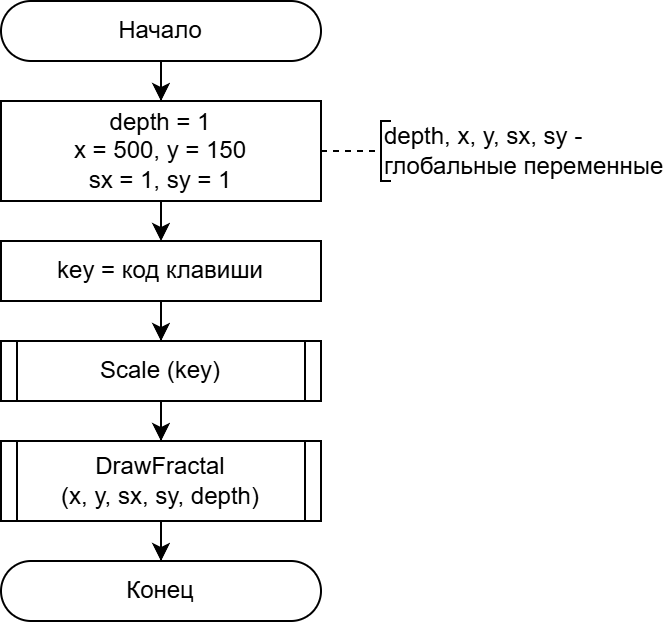 Начало
depth = 1
x = 500, y = 150
sx = 1, sy = 1
depth, x, y, sx, sy -
глобальные переменные
key = код клавиши
Scale (key)
DrawFractal
(x, y, sx, sy, depth)
Конец